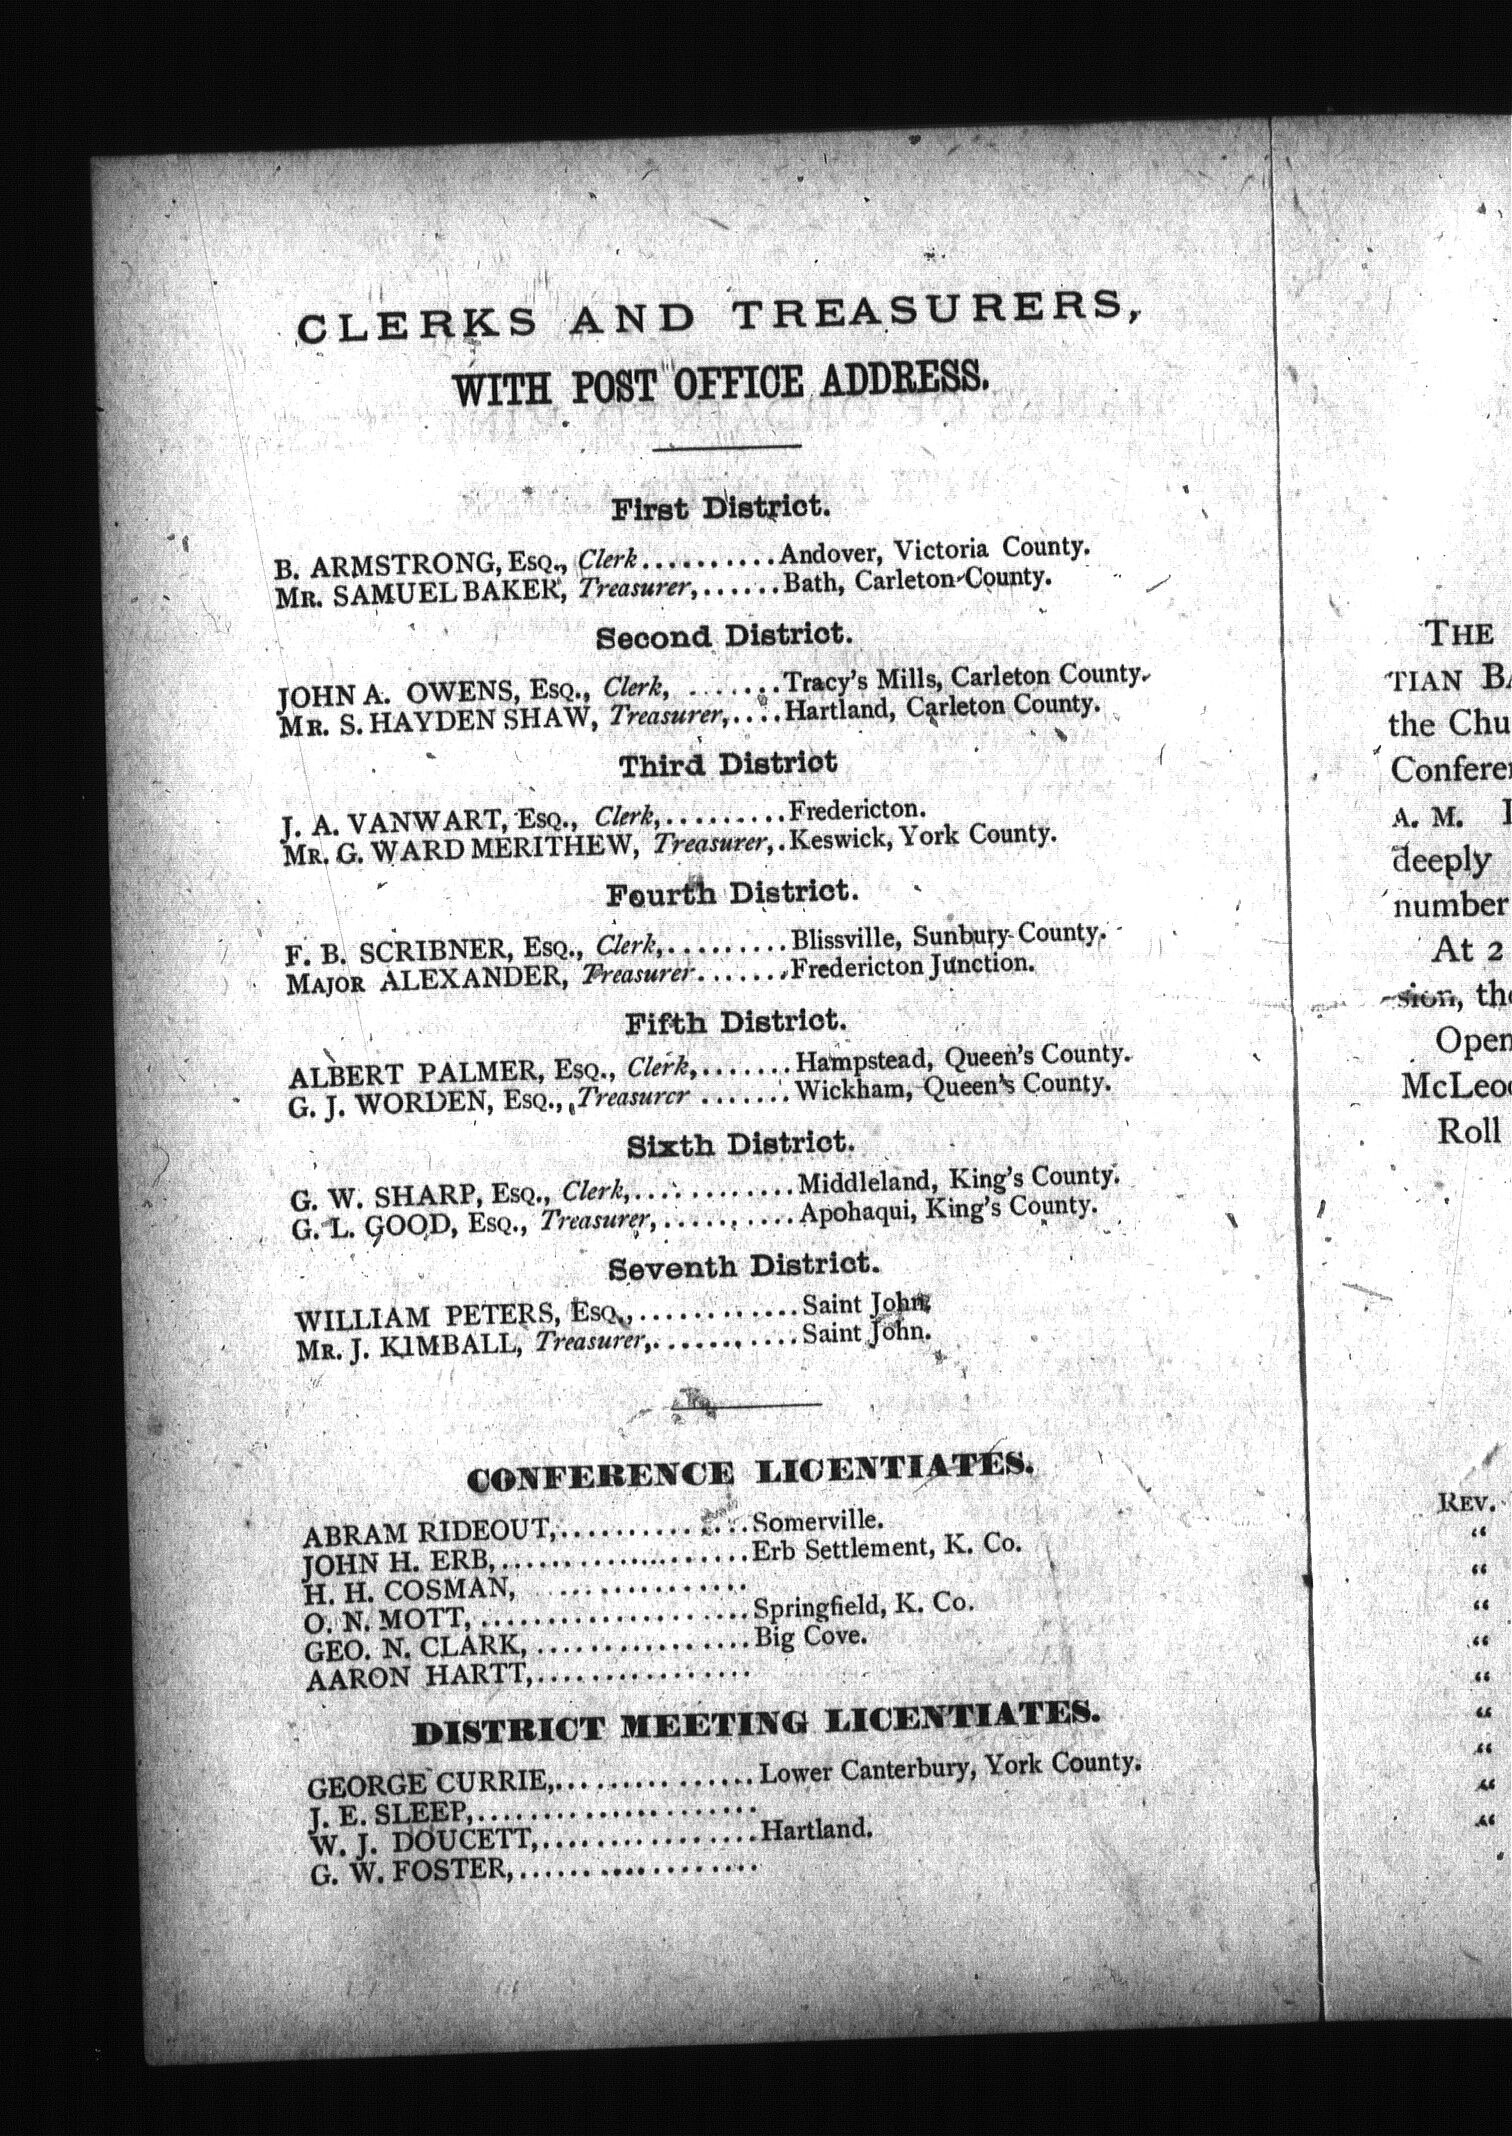 CLERKS AND TREASURERS,
WITH POST OFFICE ADDRESS.
First District.
B. ARMSTRONG, ESQ., Clerk..........Andover, Victoria County.
MR. SAMUEL BAKER, Treasurer,......Bath, Carleton County.
Second District.
JOHN A. OWENS, ESQ., Clerk, .......Tracy's Mills, Carleton County.
MR. S. HAYDEN SHAW, Treasurer,....Hartland, Carleton County.
Third District
J. A. VANWART, ESQ., Clerk,.........Fredericton.
MR. G. WARD MERITHEW, Treasurer,..Keswick, York County.
Fourth District.
F. B. SCRIBNER, ESQ., Clerk,.........Blissville, Sunbury County.
MAJOR ALEXANDER, Treasurer.......Fredericton Junction.
Fifth District.
ALBERT PALMER, ESQ., Clerk,.......Hampstead, Queen's County.
G. J. WORDEN, ESQ., Treasurcr .......Wickham, Queen's County.
Sixth District.
G. W. SHARP, ESQ., Clerk,............Middleland, King's County.
G. L. GOOD, ESQ., Treasurer,..........Apohaqui, King's County.
Seventh District.
WILLIAM PETERS, ESQ.,.............Saint John.
MR. J. KIMBALL, Treasurer,...........Saint John.
CONFERENCE LICENTIATES.
ABRAM RIDEOUT,..............Somerville.
JOHN H. ERB,...................Erb Settlement, K. Co.
H. H. COSMAN, ................
O. N. MOTT,....................Springfield, K. Co.
GEO. N. CLARK,................Big Cove.
AARON HARTT,................
DISTRICT MEETING LICENTIATES.
GEORGE CURRIE,...............Lower Canterbury, York County.
J. E. SLEEP,.....................
W. J. DOUCETT,................Hartland.
G. W. FOSTER,..................
THE
TIAN
the
A. M.
deeply
number
At 2
Roll
REV.
“
“
“
“
“
“
“
“
“